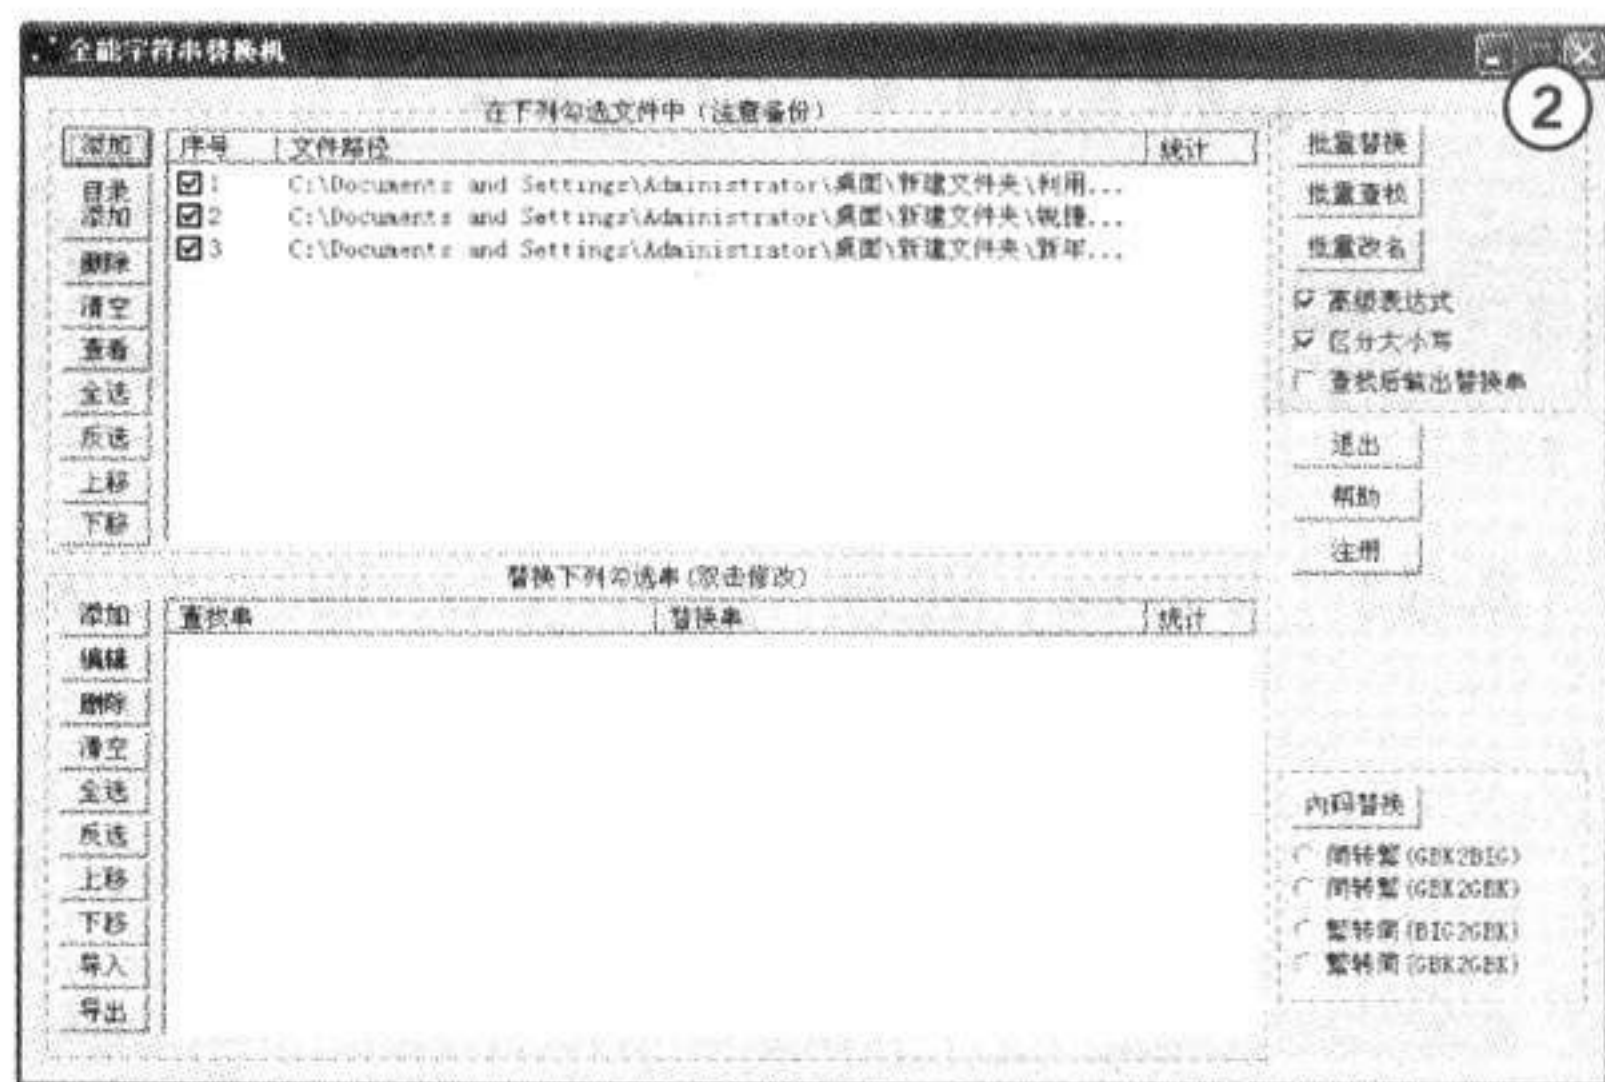 全能字符串替换机
2
在下列勾选文件中（注意备份）
添加
目录
添加
删除
清空
查看
全选
反选
上移
下移
序号 文件路径 统计
1 C:\Documents and Settings\Administrator\桌面\新建文件夹\利用...
2 C:\Documents and Settings\Administrator\桌面\新建文件夹\锐捷...
3 C:\Documents and Settings\Administrator\桌面\新建文件夹\新年...
批量替换
批量查找
批量改名
高级表达式
区分大小写
查找后输出替换串
退出
帮助
注册
替换下列勾选串(双击修改)
添加
编辑
删除
清空
全选
反选
上移
下移
导入
导出
查找串 替换串 统计
内码替换
简转繁(GBK2BIG)
简转繁(GBK2GBK)
繁转简(BIG2GBK)
繁转简(GBK2GBK)